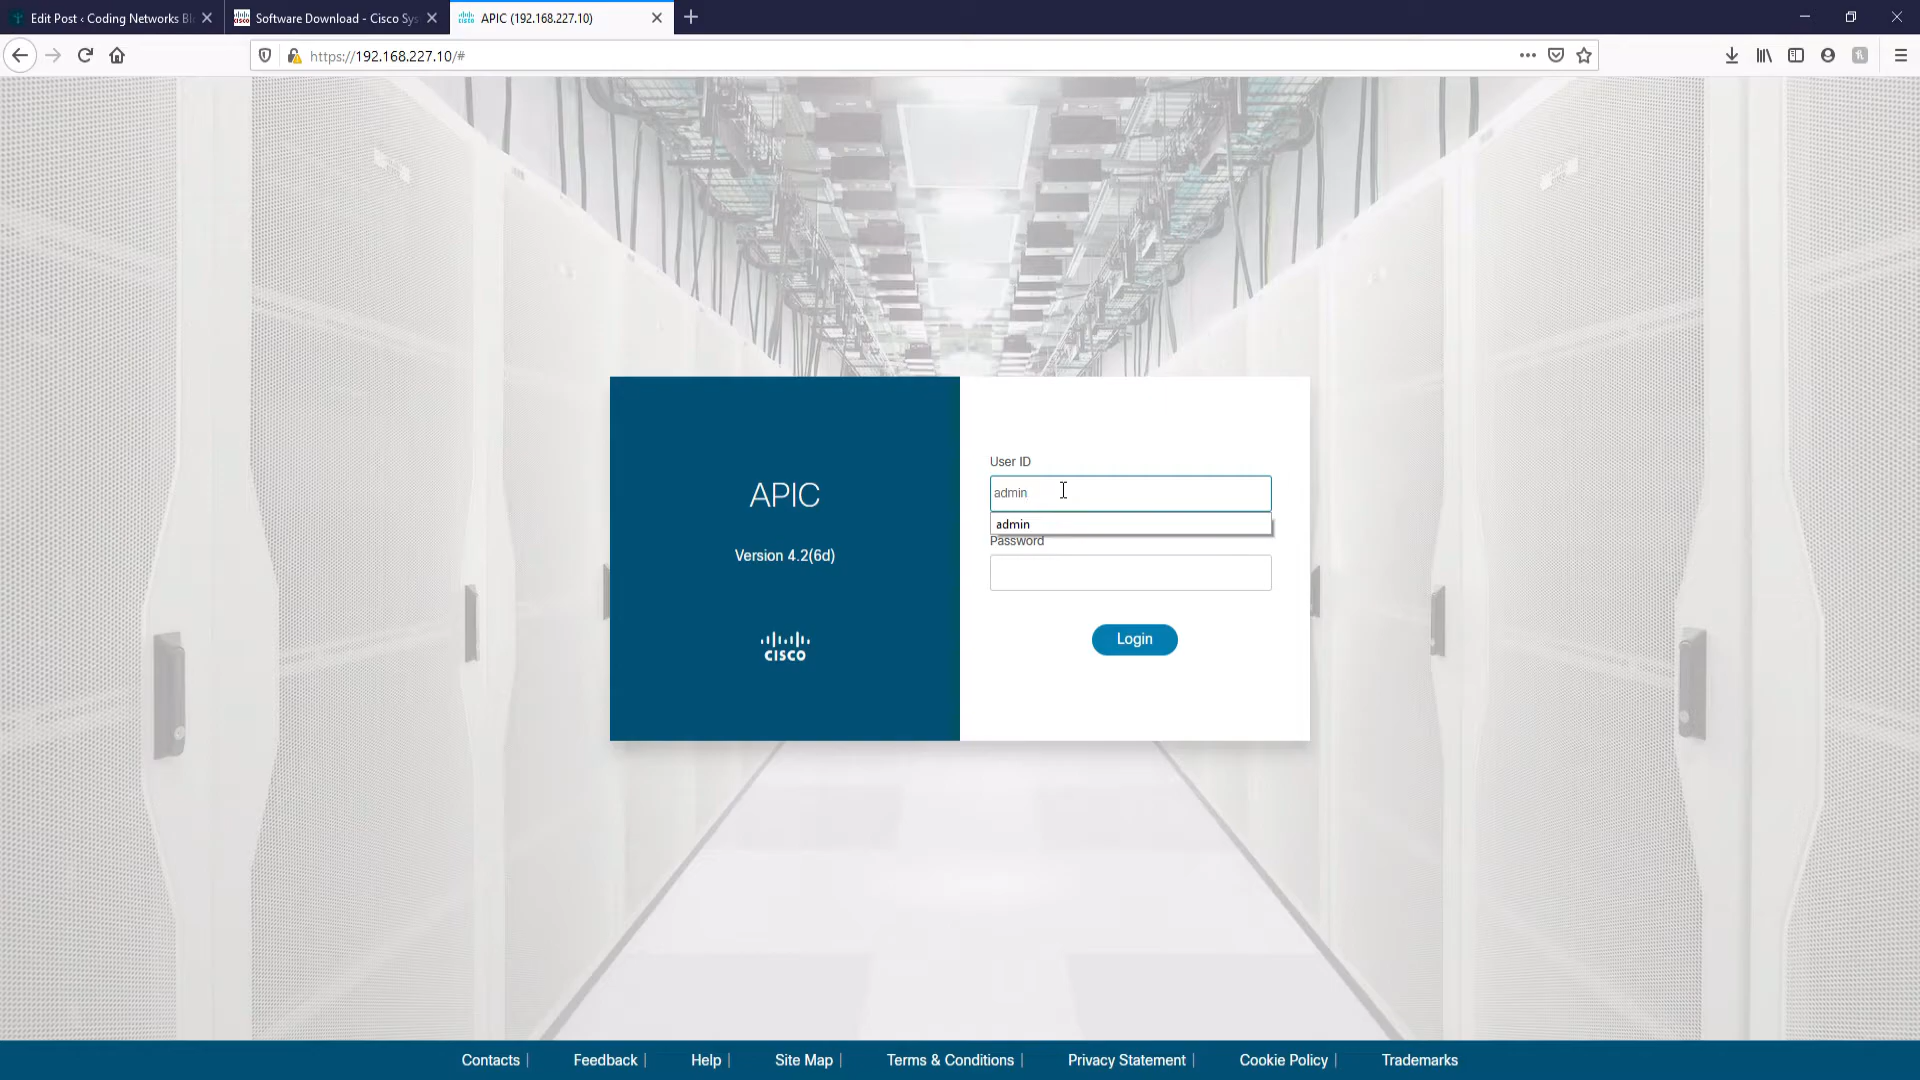 Edit Post ‹ Coding Networks Bl
Software Download - Cisco Sys
APIC (192.168.227.10)
https://192.168.227.10/#
User ID
admin
admin
Password
Login
APIC
Version 4.2(6d)
CISCO
Contacts |
Feedback |
Help |
Site Map |
Terms & Conditions |
Privacy Statement |
Cookie Policy |
Trademarks